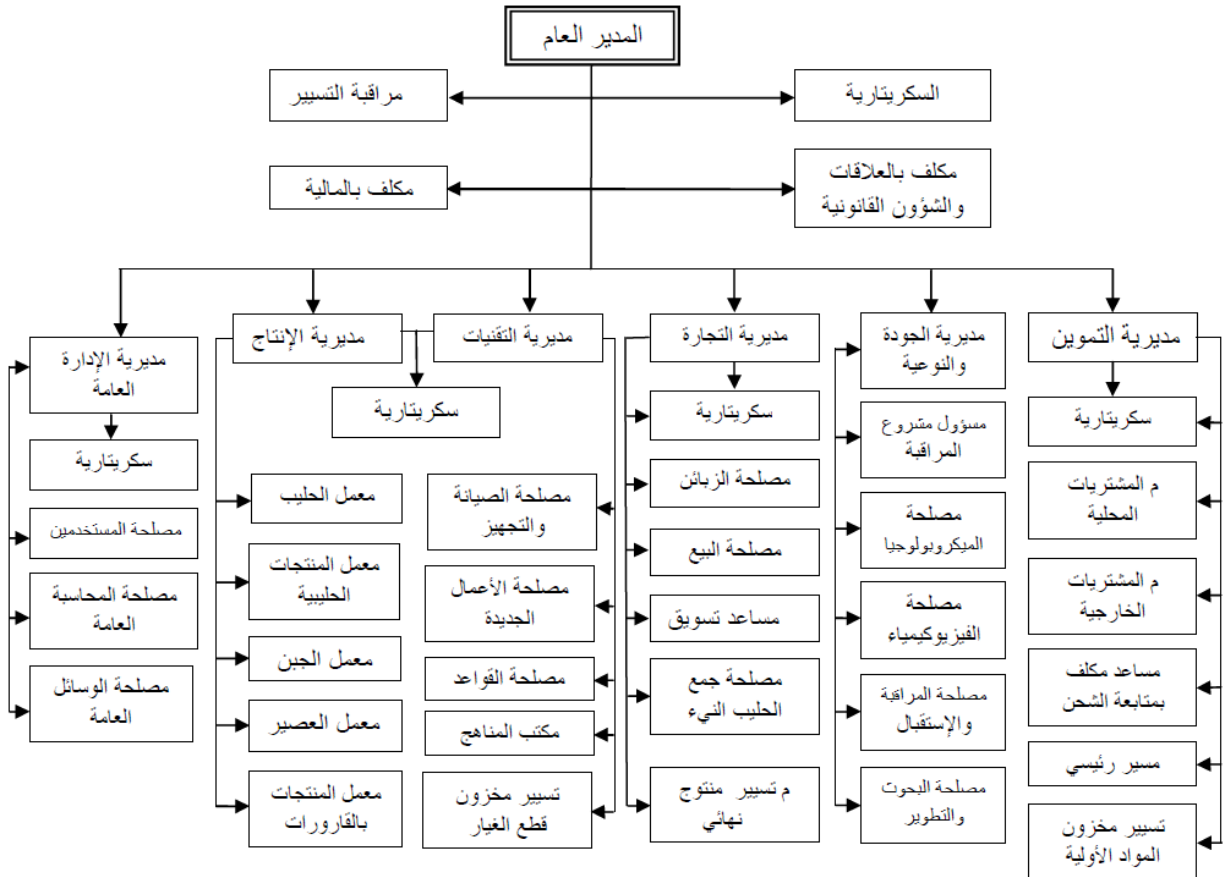 المدير العام
السكريتارية
مراقبة التسيير
مكلف بالعلاقات
والشؤون القانونية
مكلف بالمالية
مديرية التموين
سكريتارية
م المشتريات
المحلية
م المشتريات
الخارجية
مساعد مكلف
بمتابعة الشحن
مسير رئيسي
تسيير مخزون
المواد الأولية
مديرية الجودة
والنوعية
مسؤول مشروع
المراقبة
مصلحة
الميكروبولوجيا
مصلحة
الفيزيوكيمياء
مصلحة المراقبة
والإستقبال
مصلحة البحوث
والتطوير
مديرية التجارة
سكريتارية
مصلحة الزبائن
مصلحة البيع
مساعد تسويق
مصلحة جمع
الحليب النيء
م تسيير منتوج
نهائي
مديرية التقنيات
سكريتارية
مصلحة الصيانة
والتجهيز
مصلحة الأعمال
الجديدة
مصلحة القواعد
مكتب المناهج
تسيير مخزون
قطع الغيار
مديرية الإنتاج
معمل الحليب
معمل المنتجات
الحليبية
معمل الجبن
معمل العصير
معمل المنتجات
بالقارورات
مديرية الإدارة
العامة
سكريتارية
مصلحة المستخدمين
مصلحة المحاسبة
العامة
مصلحة الوسائل
العامة